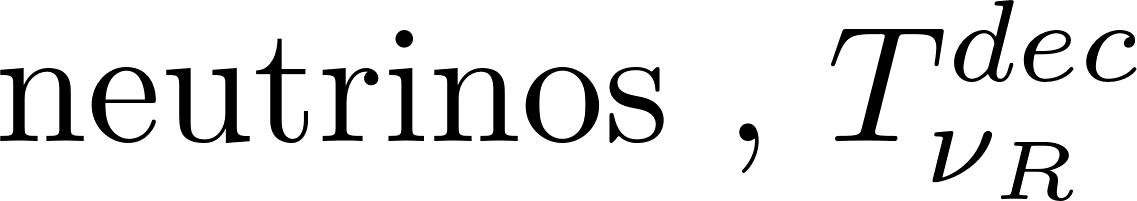 neutrinos , $T_{\nu_R}^{dec}$